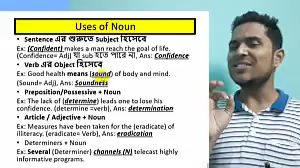 Uses of Noun
• Sentence এর শুরুতে Subject হিসেবে
Ex: (Confident) makes a man reach the goal of life.
(Confidence= Adj) যা sub হতে পারে না, Ans: Confidence
• Verb এর Object হিসেবে
Ex: Good health means (sound) of body and mind.
(Sound= Adj), Ans: Soundness
• Preposition/Possessive + Noun
Ex: The lack of (determine) leads one to lose his
confidence. (determine =verb), Ans: determination
• Article / Adjective + Noun
Ex: Measures have been taken for the (eradicate) of
literacy. (eradicate= Verb), Ans: eradication
• Determiners + Noun
Ex: Several (Determiner) channels (N) telecast highly
informative programs.